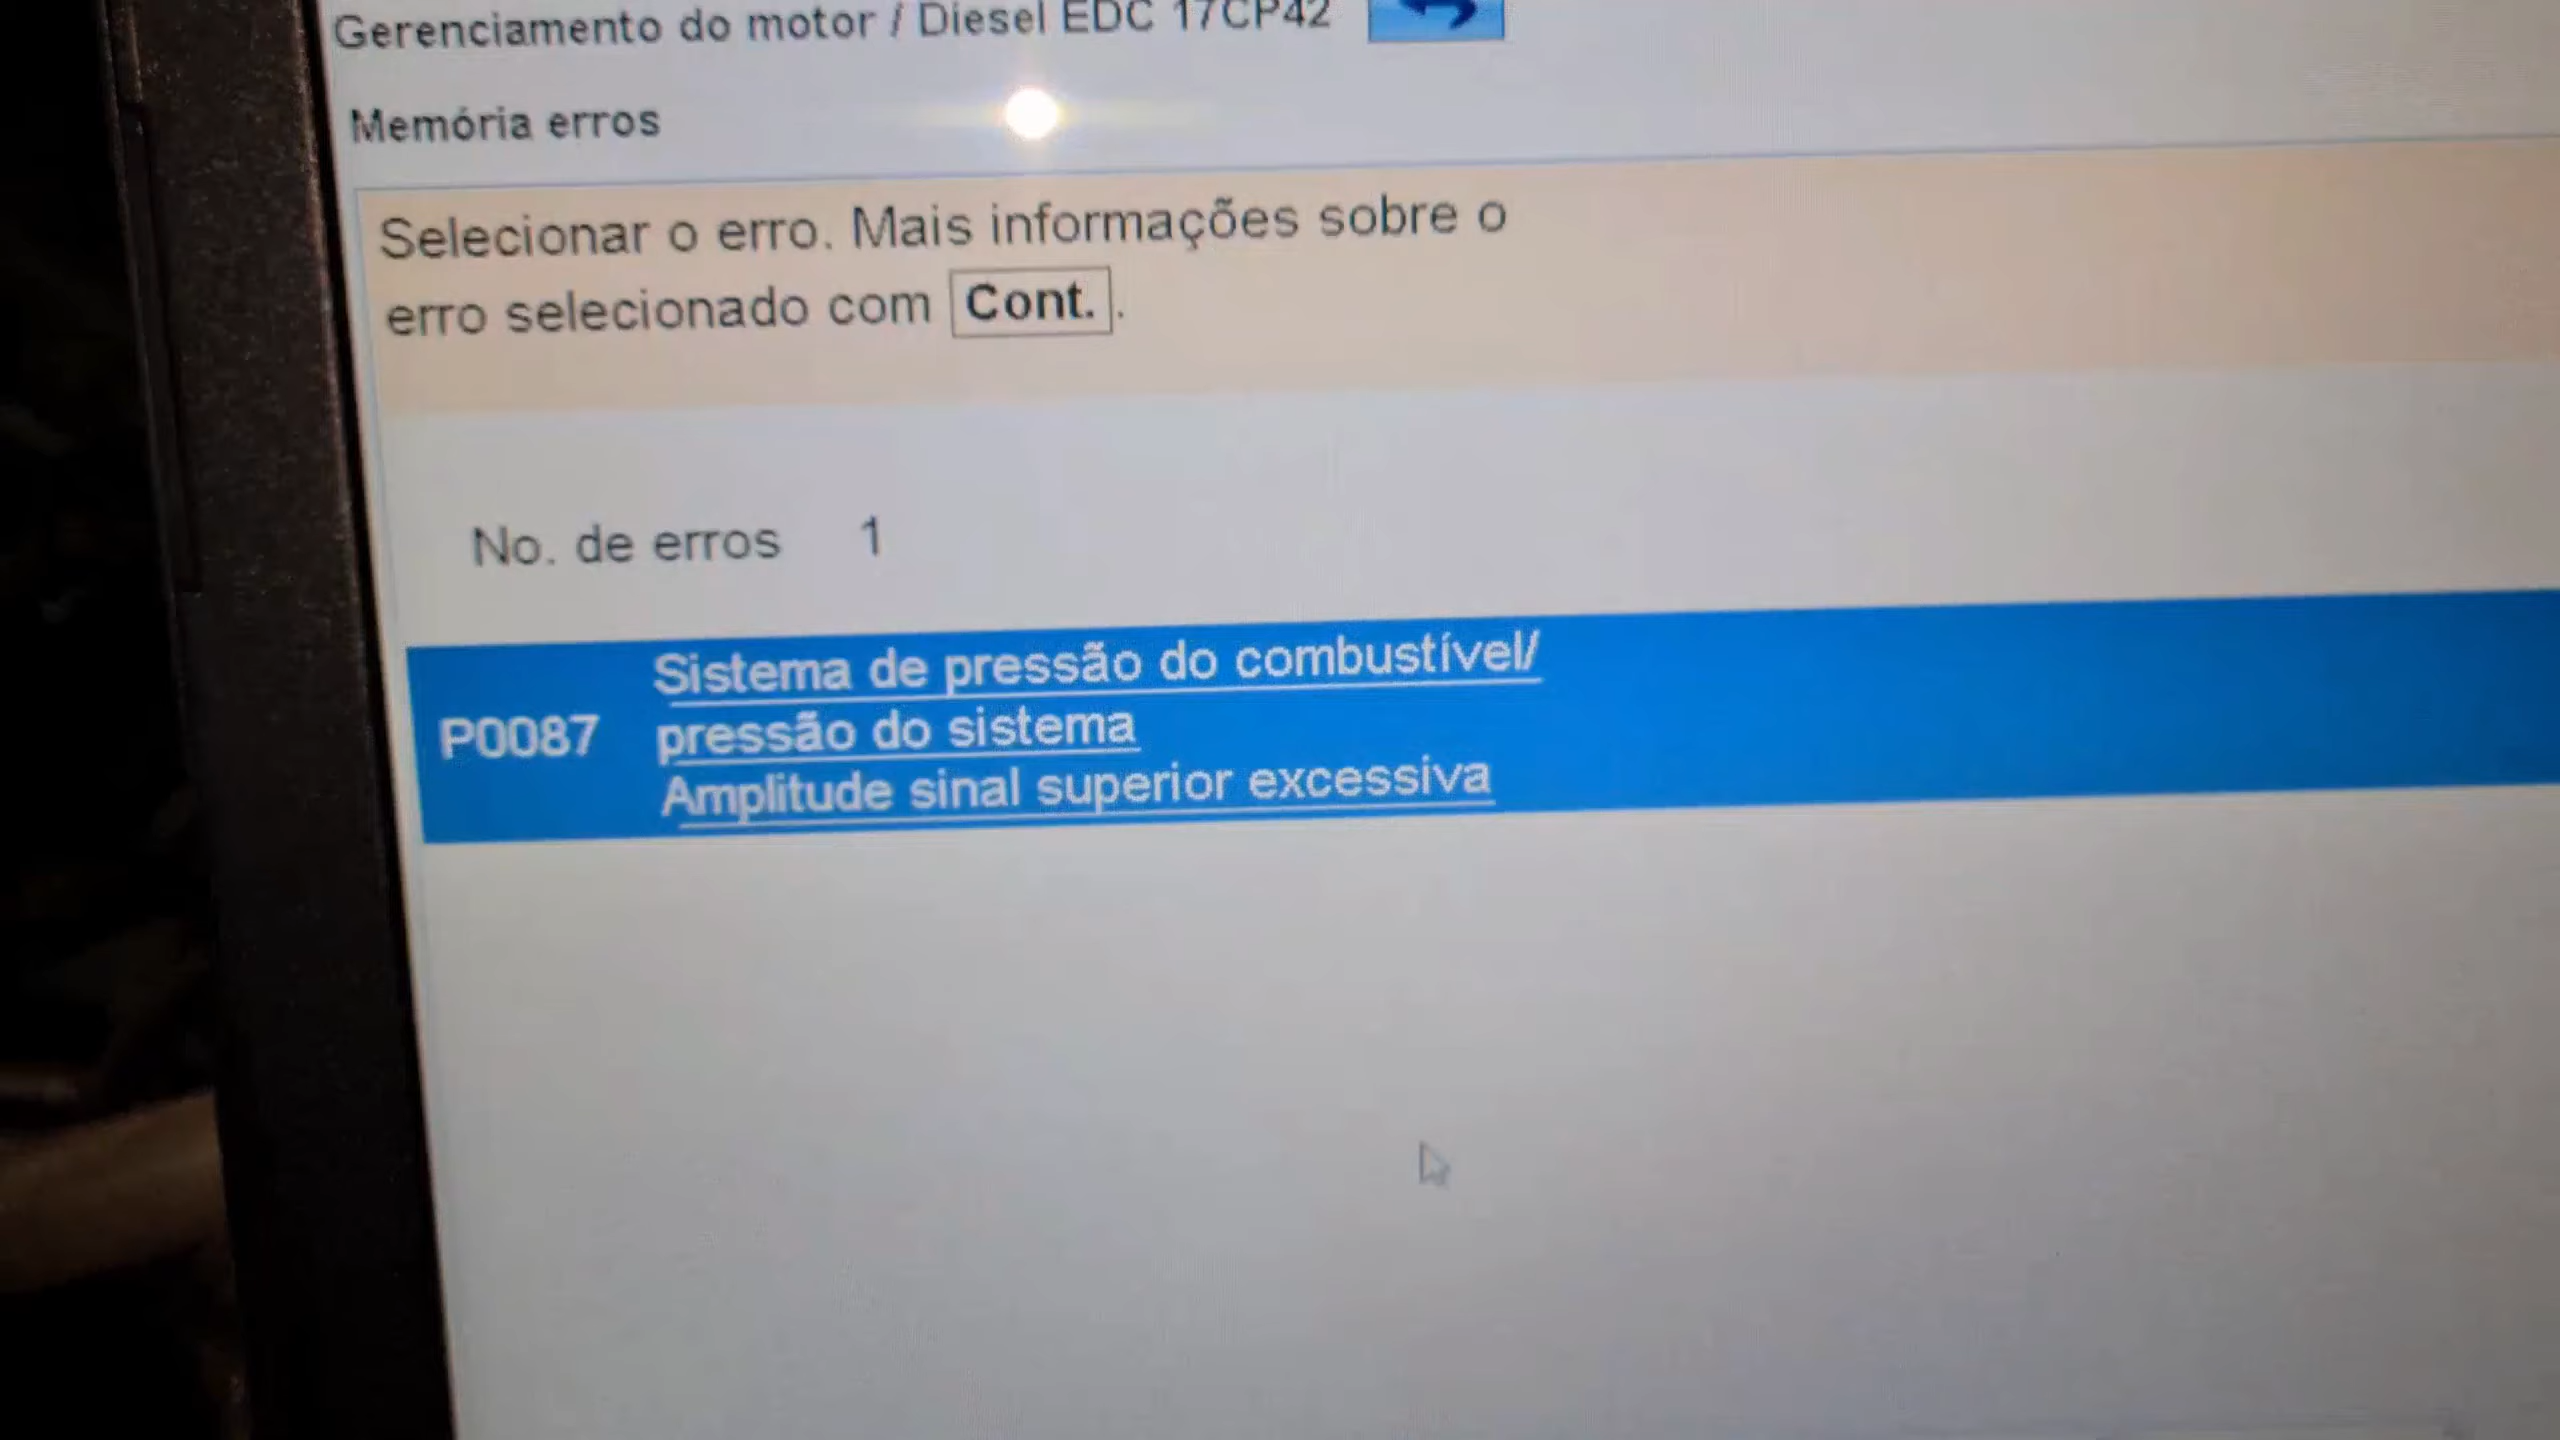 Gerenciamento do motor / Diesel EDC 17CP42
Memória erros
Selecionar o erro. Mais informações sobre o
erro selecionado com Cont. .
No. de erros 1
Sistema de pressão do combustível/
P0087 pressão do sistema
Amplitude sinal superior excessiva